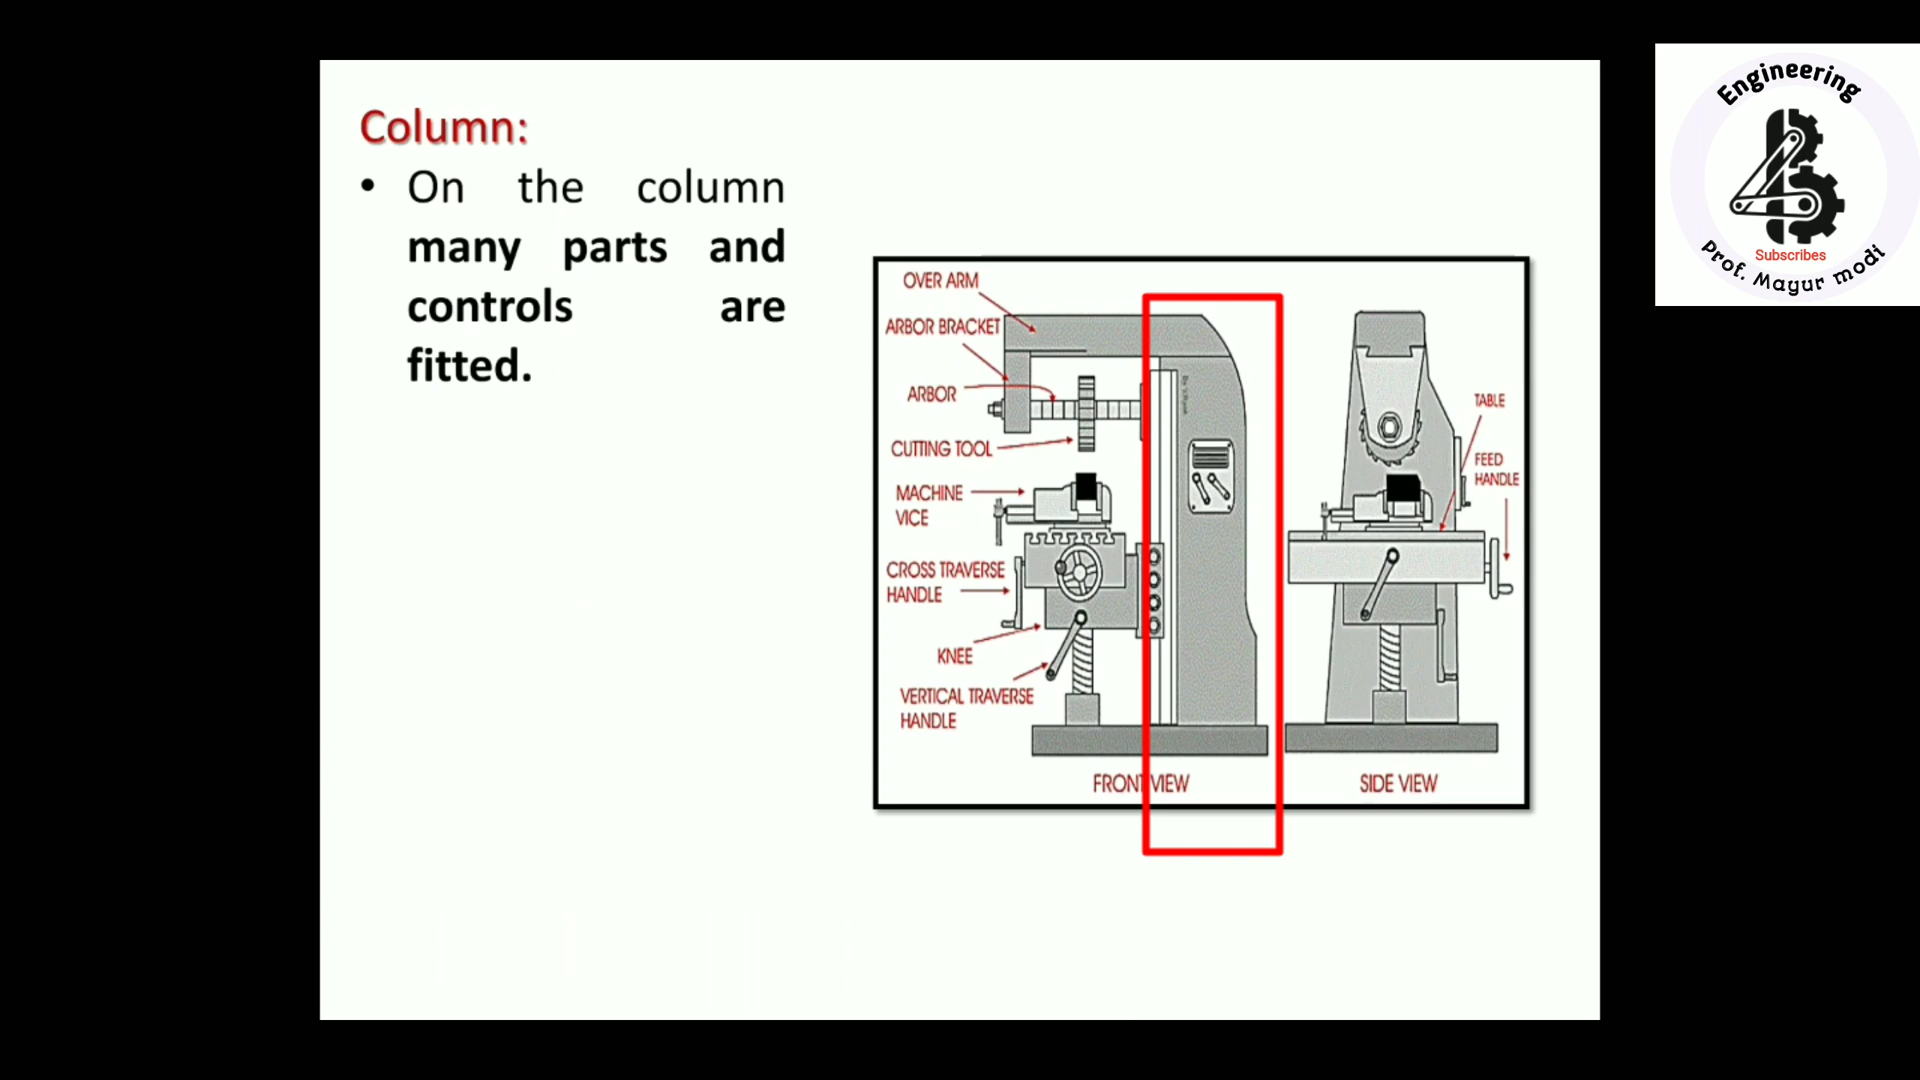 Column:
• On the column
many parts and
controls are
fitted.
OVER ARM
ARBOR BRACKET
ARBOR
CUTTING TOOL
MACHINE
VICE
CROSS TRAVERSE
HANDLE
KNEE
VERTICAL TRAVERSE
HANDLE
FRONT VIEW
TABLE
FEED
HANDLE
SIDE VIEW
Engineering
Subscribes
Prof. Mayur modi